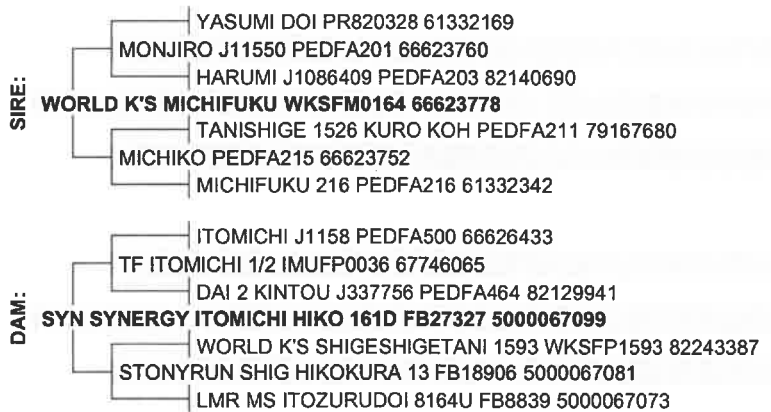 YASUMI DOI PR820328 61332169
MONJIRO J11550 PEDFA201 66623760
HARUMI J1086409 PEDFA203 82140690
SIRE:
WORLD K'S MICHIFUKU WKSFM0164 66623778
TANISHIGE 1526 KURO KOH PEDFA211 79167680
MICHIKO PEDFA215 66623752
MICHIFUKU 216 PEDFA216 61332342
ITOMICHI J1158 PEDFA500 66626433
TF ITOMICHI 1/2 IMUFP0036 67746065
DAI 2 KINTOU J337756 PEDFA464 82129941
DAM:
SYN SYNERGY ITOMICHI HIKO 161D FB27327 5000067099
WORLD K'S SHIGESHIGETANI 1593 WKSFP1593 82243387
STONYRUN SHIG HIKOKURA 13 FB18906 5000067081
LMR MS ITOZURUDOI 8164U FB8839 5000067073